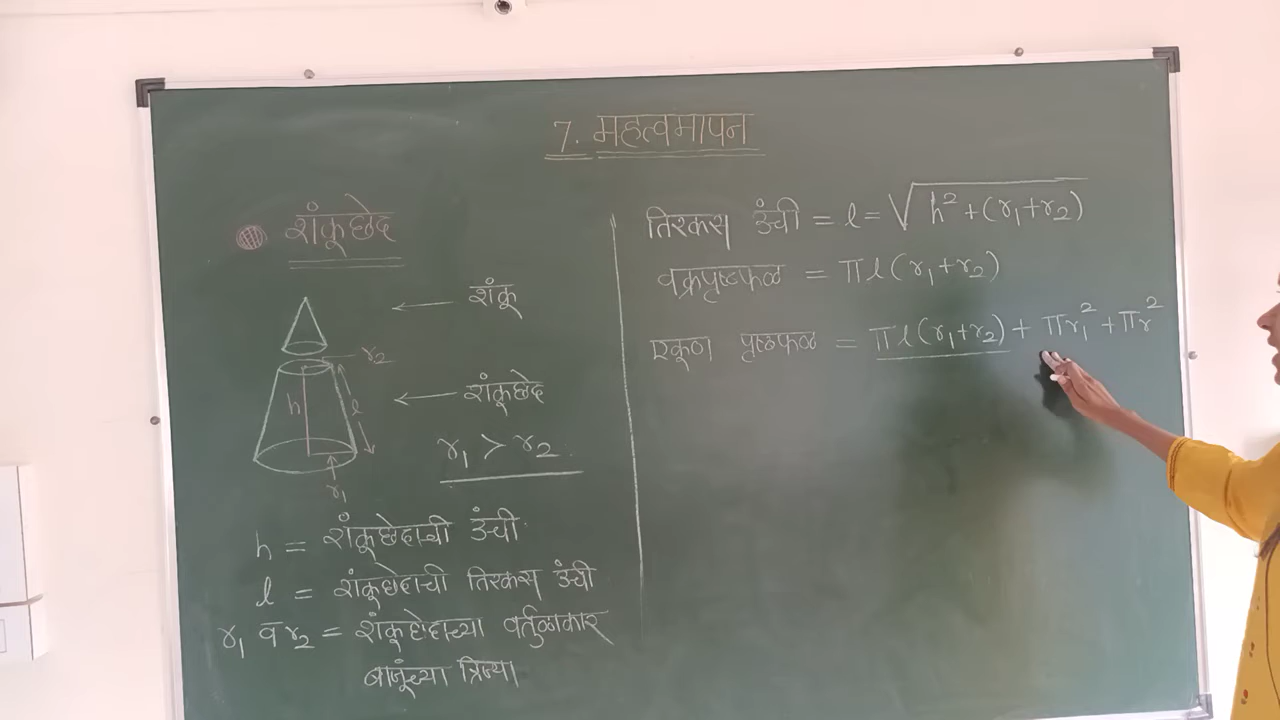 7. महत्वमापन
शंकूछेद
शंकू
r2
h
l
शंकूछेद
r₁
r₁ > r₂
h = शंकूछेदाची उंची
l = शंकूछेदाची तिरकस उंची
r₁ व r₂ = शंकूछेदाच्या वर्तुळाकार
बाजूंच्या त्रिज्या
तिरकस उंची = l = √h² + (r₁+r₂)
वक्रपृष्टफळ = πl(r₁+r₂)
एकूण पृष्ठफळ = πl(r₁+r₂) + πr₁² + πr²